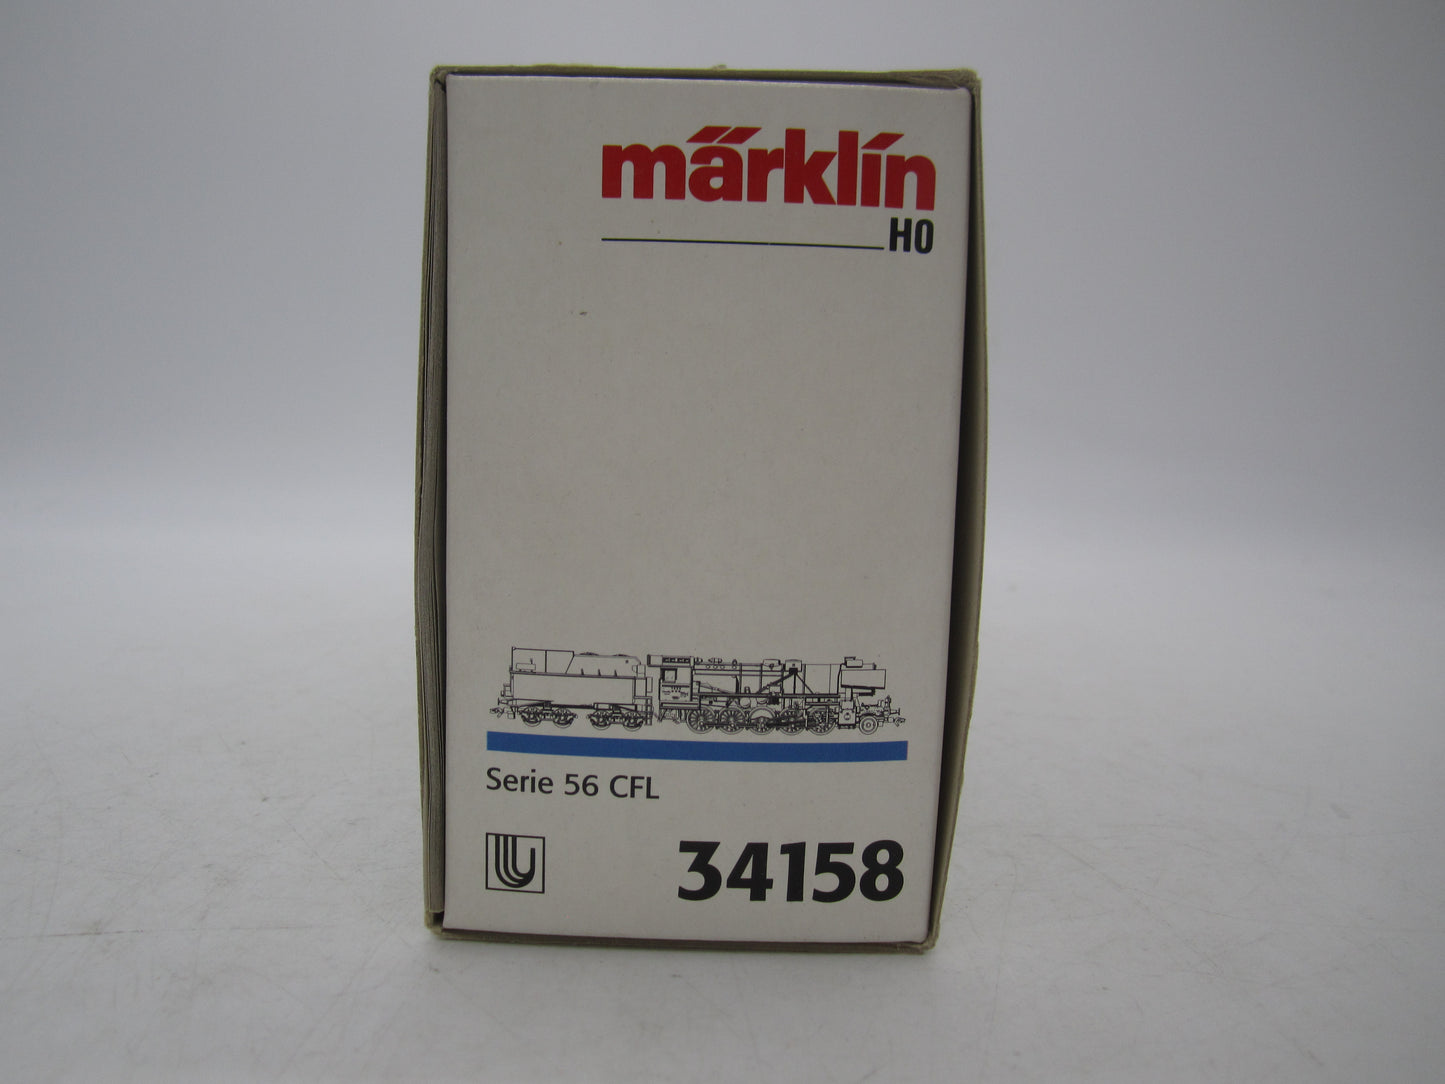 märklin
H0
Serie 56 CFL
34158